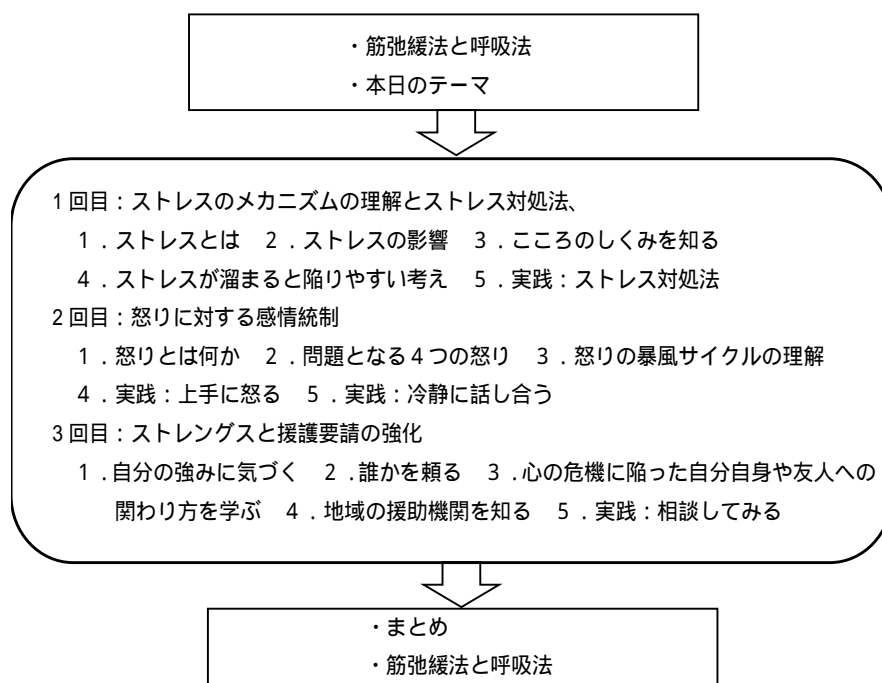 ・筋弛緩法と呼吸法
・本日のテーマ
1回目：ストレスのメカニズムの理解とストレス対処法、
１．ストレスとは　２．ストレスの影響　３．こころのしくみを知る
４．ストレスが溜まると陥りやすい考え　５．実践：ストレス対処法
2回目：怒りに対する感情統制
１．怒りとは何か　２．問題となる４つの怒り　３．怒りの暴風サイクルの理解
４．実践：上手に怒る　５．実践：冷静に話し合う
3回目：ストレングスと援護要請の強化
１.自分の強みに気づく　２.誰かを頼る　３.心の危機に陥った自分自身や友人への
関わり方を学ぶ　４．地域の援助機関を知る　５．実践：相談してみる
・まとめ
・筋弛緩法と呼吸法